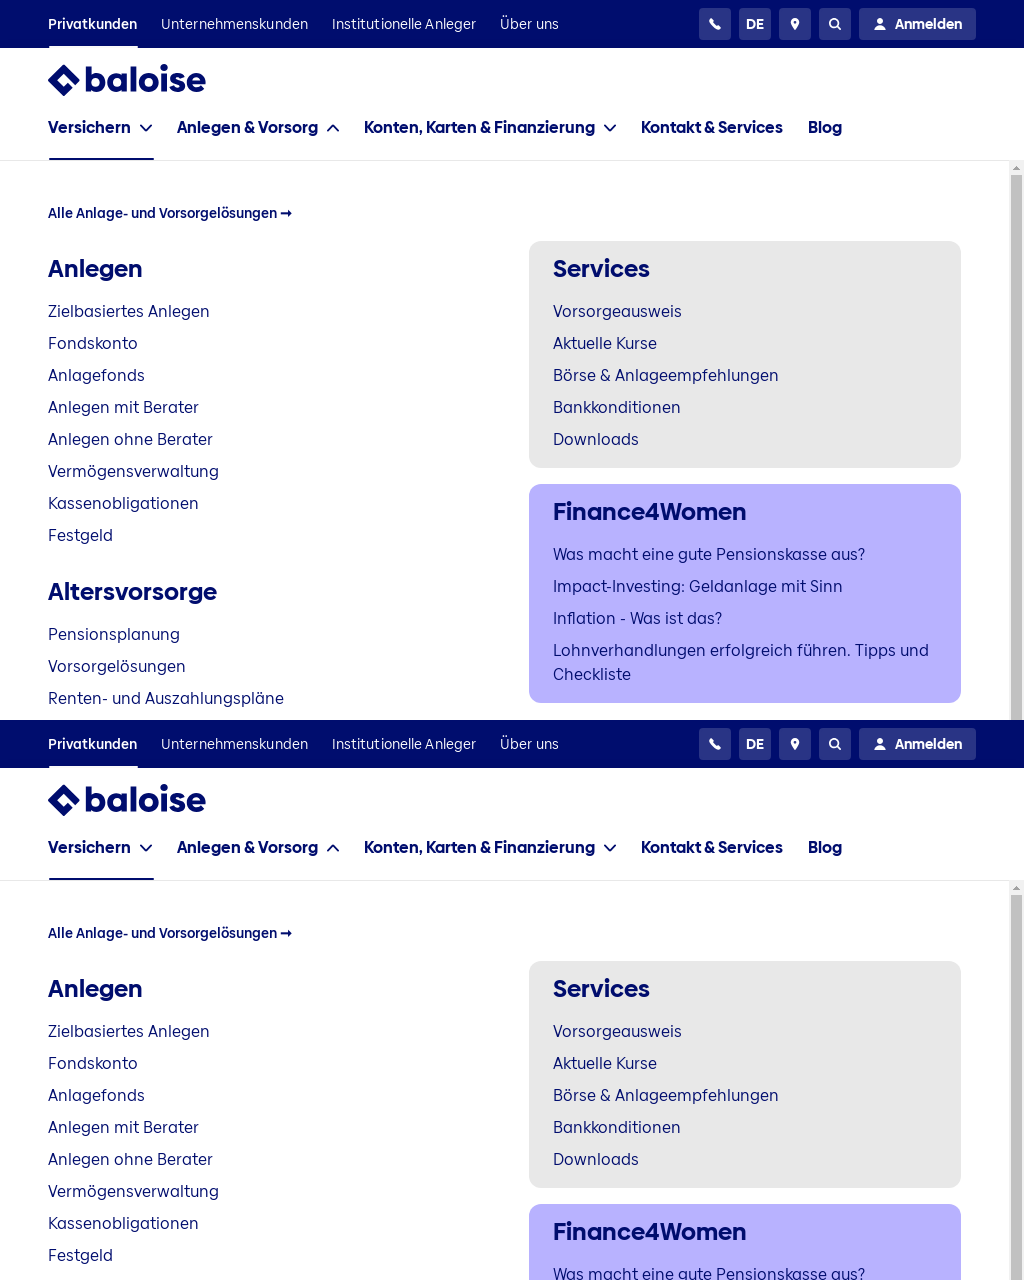 Privatkunden Unternehmenskunden Institutionelle Anleger Über uns DE Anmelden
baloise
Versichern Anlegen & Vorsorg Konten, Karten & Finanzierung Kontakt & Services Blog
Alle Anlage- und Vorsorgelösungen ➞
Anlegen
Zielbasiertes Anlegen
Fondskonto
Anlagefonds
Anlegen mit Berater
Anlegen ohne Berater
Vermögensverwaltung
Kassenobligationen
Festgeld
Altersvorsorge
Pensionsplanung
Vorsorgelösungen
Renten- und Auszahlungspläne
Services
Vorsorgeausweis
Aktuelle Kurse
Börse & Anlageempfehlungen
Bankkonditionen
Downloads
Finance4Women
Was macht eine gute Pensionskasse aus?
Impact-Investing: Geldanlage mit Sinn
Inflation - Was ist das?
Lohnverhandlungen erfolgreich führen. Tipps und
Checkliste
Privatkunden Unternehmenskunden Institutionelle Anleger Über uns DE Anmelden
baloise
Versichern Anlegen & Vorsorg Konten, Karten & Finanzierung Kontakt & Services Blog
Alle Anlage- und Vorsorgelösungen ➞
Anlegen
Zielbasiertes Anlegen
Fondskonto
Anlagefonds
Anlegen mit Berater
Anlegen ohne Berater
Vermögensverwaltung
Kassenobligationen
Festgeld
Services
Vorsorgeausweis
Aktuelle Kurse
Börse & Anlageempfehlungen
Bankkonditionen
Downloads
Finance4Women
Was macht eine gute Pensionskasse aus?